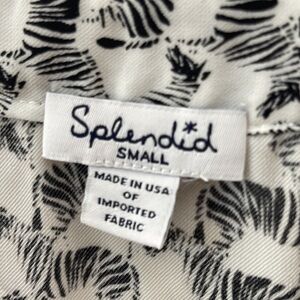 Splendid
SMALL
MADE IN USA
OF
IMPORTED
FABRIC